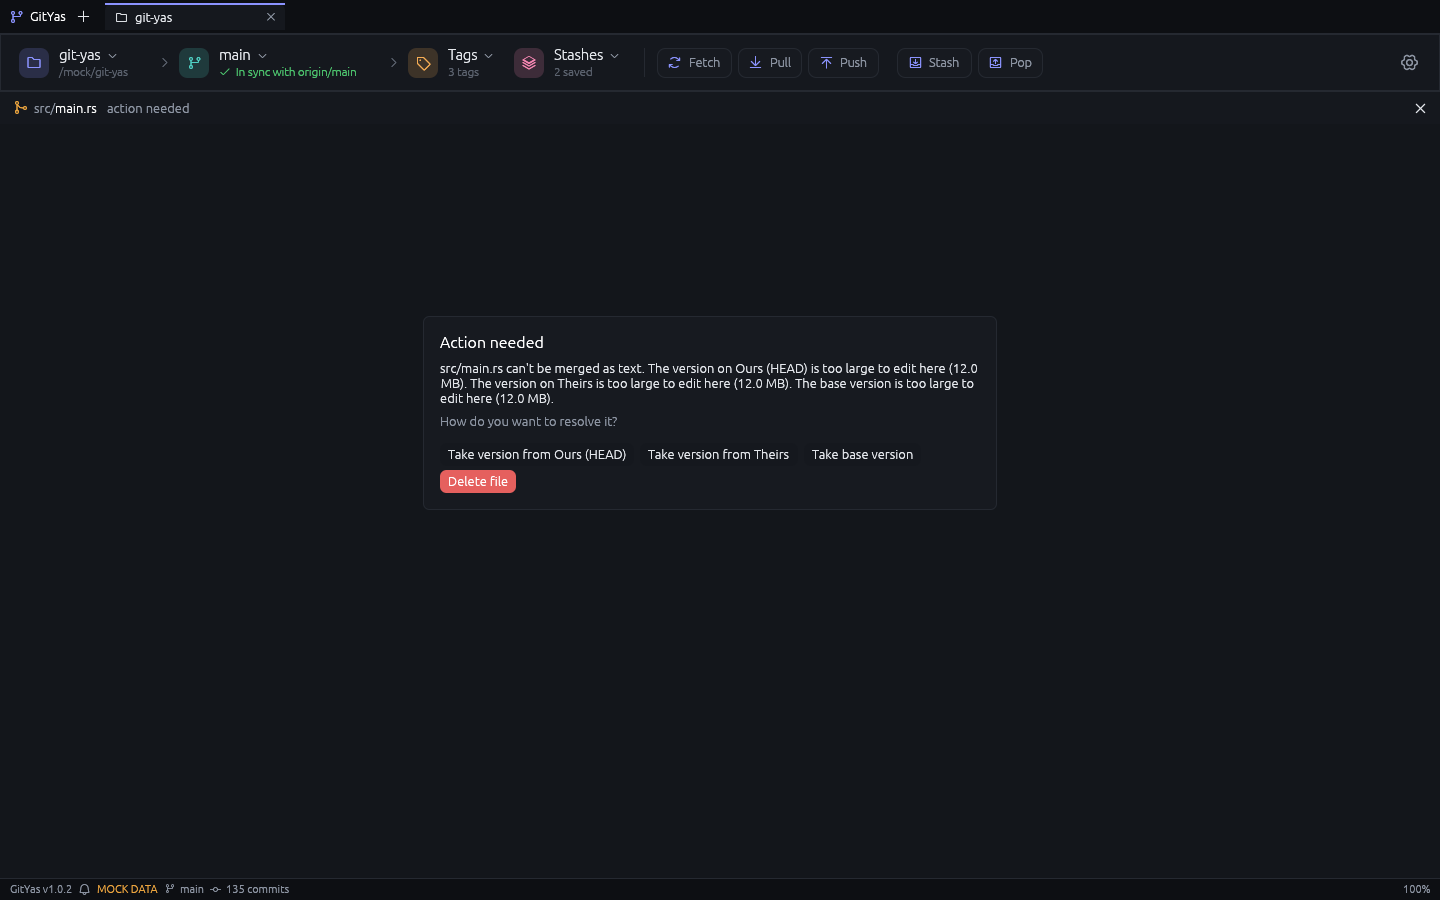 GitYas
git-yas
git-yas
/mock/git-yas
main
In sync with origin/main
Tags
3 tags
Stashes
2 saved
Fetch
Pull
Push
Stash
Pop
src/main.rs action needed
Action needed
src/main.rs can't be merged as text. The version on Ours (HEAD) is too large to edit here (12.0
MB). The version on Theirs is too large to edit here (12.0 MB). The base version is too large to
edit here (12.0 MB).
How do you want to resolve it?
Take version from Ours (HEAD) Take version from Theirs Take base version
Delete file
GitYas v1.0.2 MOCK DATA main 135 commits 100%